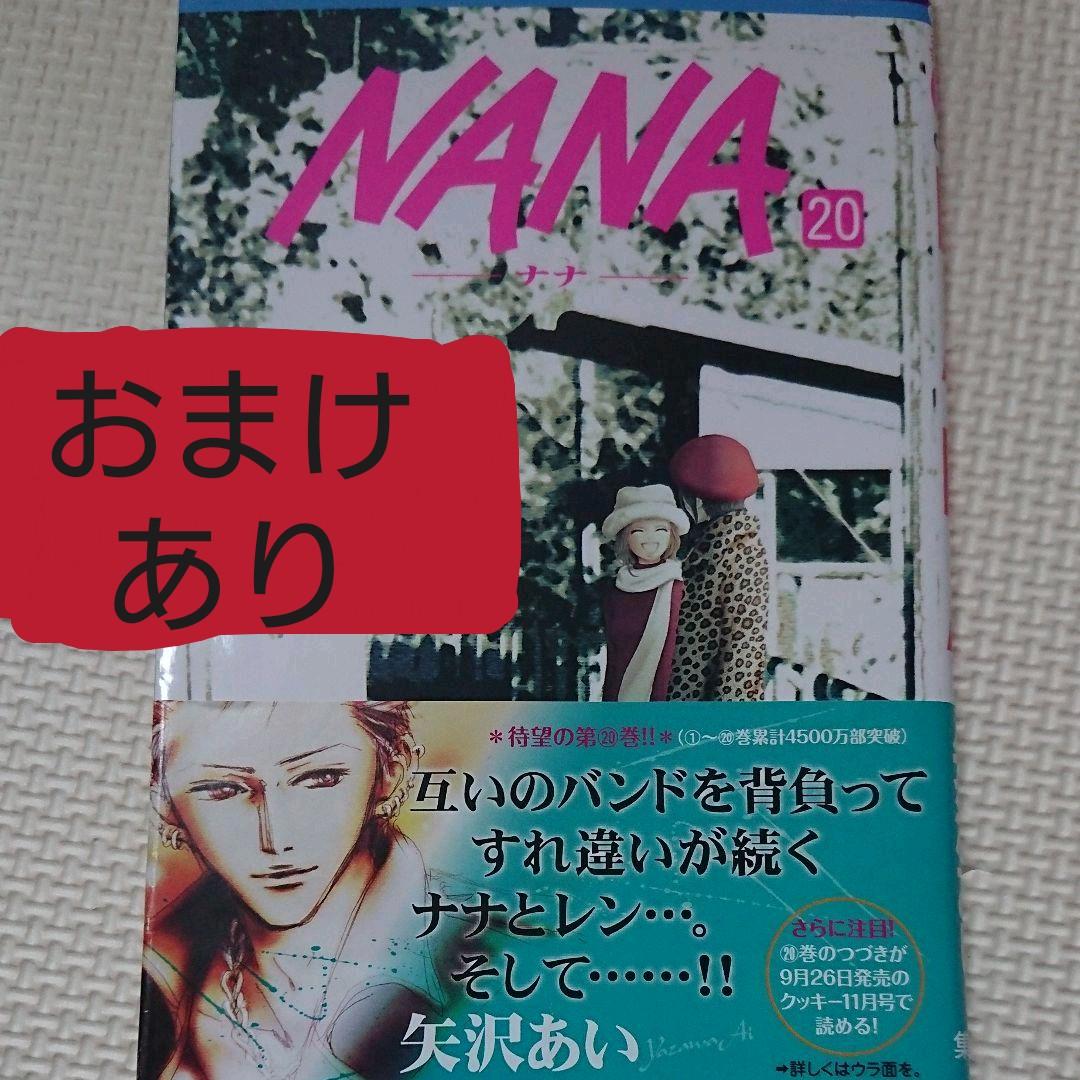 NANA
20
ナナ
おまけ
あり
＊待望の第⑳巻!!＊(①～⑳巻累計4500万部突破)
互いのバンドを背負って
すれ違いが続く
ナナとレン…。
そして……!!
矢沢あい
Yazawa Ai
さらに注目!
⑳巻のつづきが
9月26日発売の
クッキー11月号で
読める!
➡詳しくはウラ面を。
集